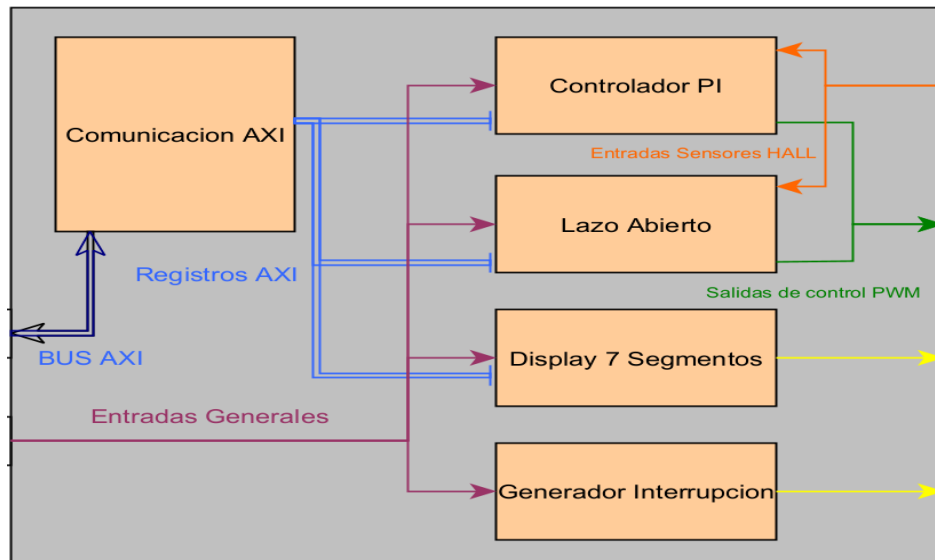 Controlador PI
Comunicacion AXI
Entradas Sensores HALL
Lazo Abierto
Registros AXI
Salidas de control PWM
BUS AXI
Display 7 Segmentos
Entradas Generales
Generador Interrupcion